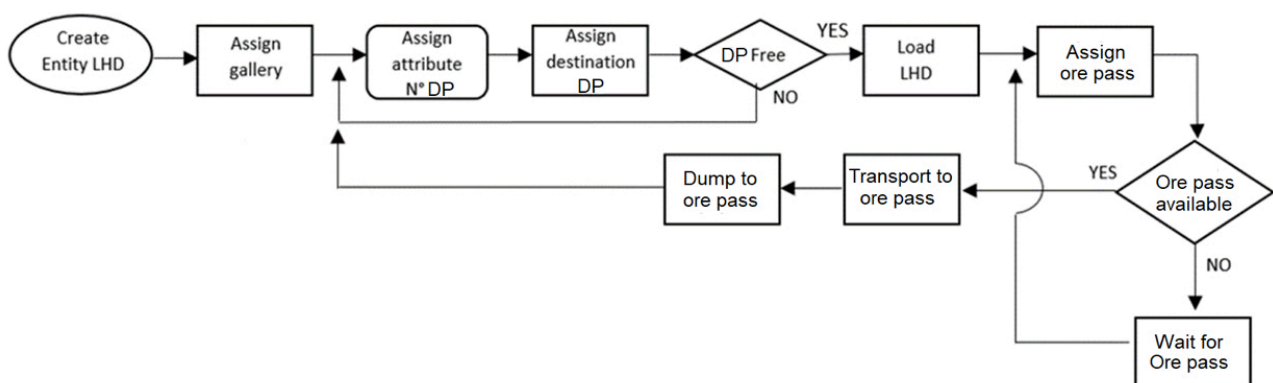 Create
Entity LHD
Assign
gallery
Assign
attribute
N° DP
Assign
destination
DP
DP Free
YES
NO
Load
LHD
Assign
ore pass
Ore pass
available
YES
NO
Transport to
ore pass
Dump to
ore pass
Wait for
Ore pass